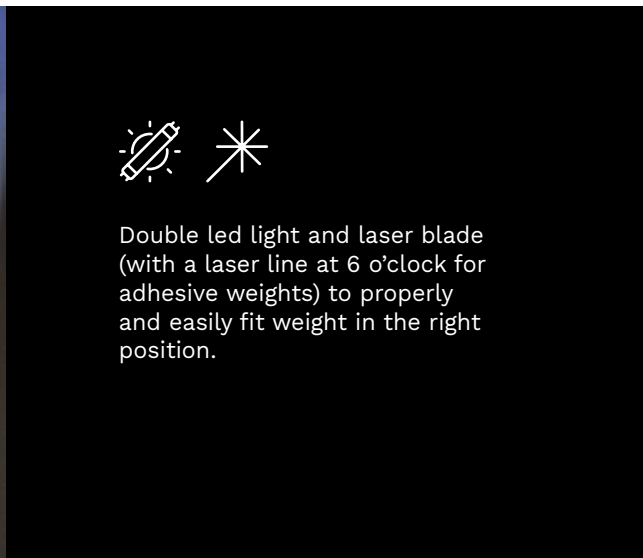 Double led light and laser blade
(with a laser line at 6 o’clock for
adhesive weights) to properly
and easily fit weight in the right
position.